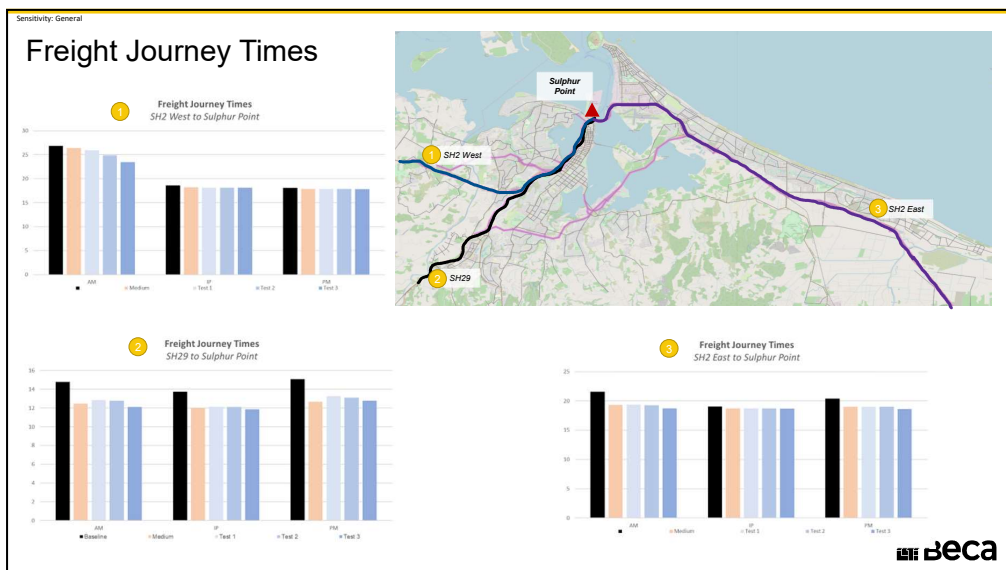 Sensitivity: General
Freight Journey Times
1
Freight Journey Times
SH2 West to Sulphur Point
30
25
20
15
10
5
0
AM IP PM
Medium Test 1 Test 2 Test 3
Sulphur
Point
1 SH2 West
3 SH2 East
2 SH29
2
Freight Journey Times
SH29 to Sulphur Point
16
14
12
10
8
6
4
2
0
AM IP PM
Baseline Medium Test 1 Test 2 Test 3
3
Freight Journey Times
SH2 East to Sulphur Point
25
20
15
10
5
0
AM IP PM
Medium Test 1 Test 2 Test 3
Beca